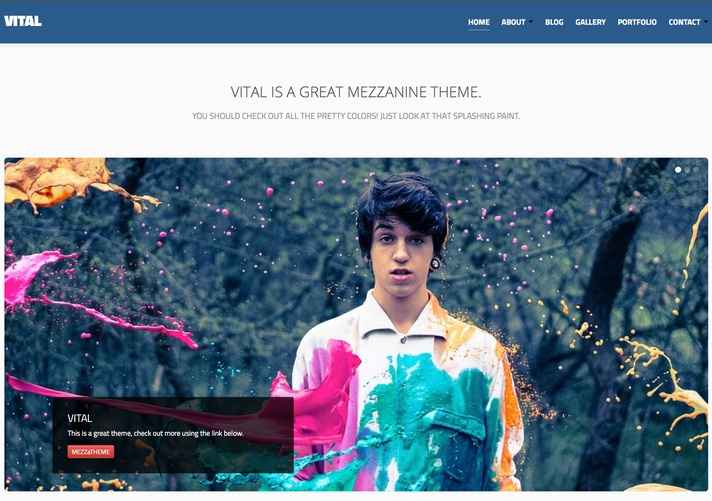 VITAL
HOME ABOUT BLOG GALLERY PORTFOLIO CONTACT
VITAL IS A GREAT MEZZANINE THEME.
YOU SHOULD CHECK OUT ALL THE PRETTY COLORS! JUST LOOK AT THAT SPLASHING PAINT.
VITAL
This is a great theme, check out more using the link below.
MEZZaTHEME